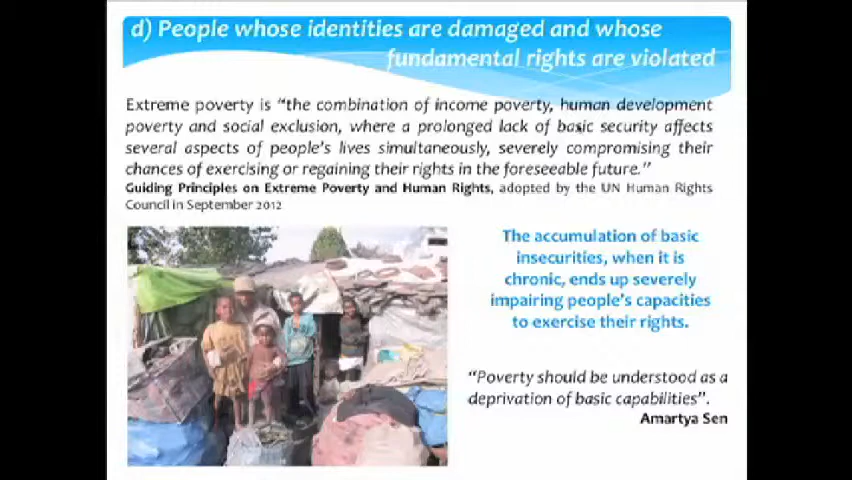 d) People whose identities are damaged and whose
fundamental rights are violated
Extreme poverty is “the combination of income poverty, human development
poverty and social exclusion, where a prolonged lack of basic security affects
several aspects of people’s lives simultaneously, severely compromising their
chances of exercising or regaining their rights in the foreseeable future.”
Guiding Principles on Extreme Poverty and Human Rights, adopted by the UN Human Rights
Council in September 2012
The accumulation of basic
insecurities, when it is
chronic, ends up severely
impairing people’s capacities
to exercise their rights.
“Poverty should be understood as a
deprivation of basic capabilities”.
Amartya Sen